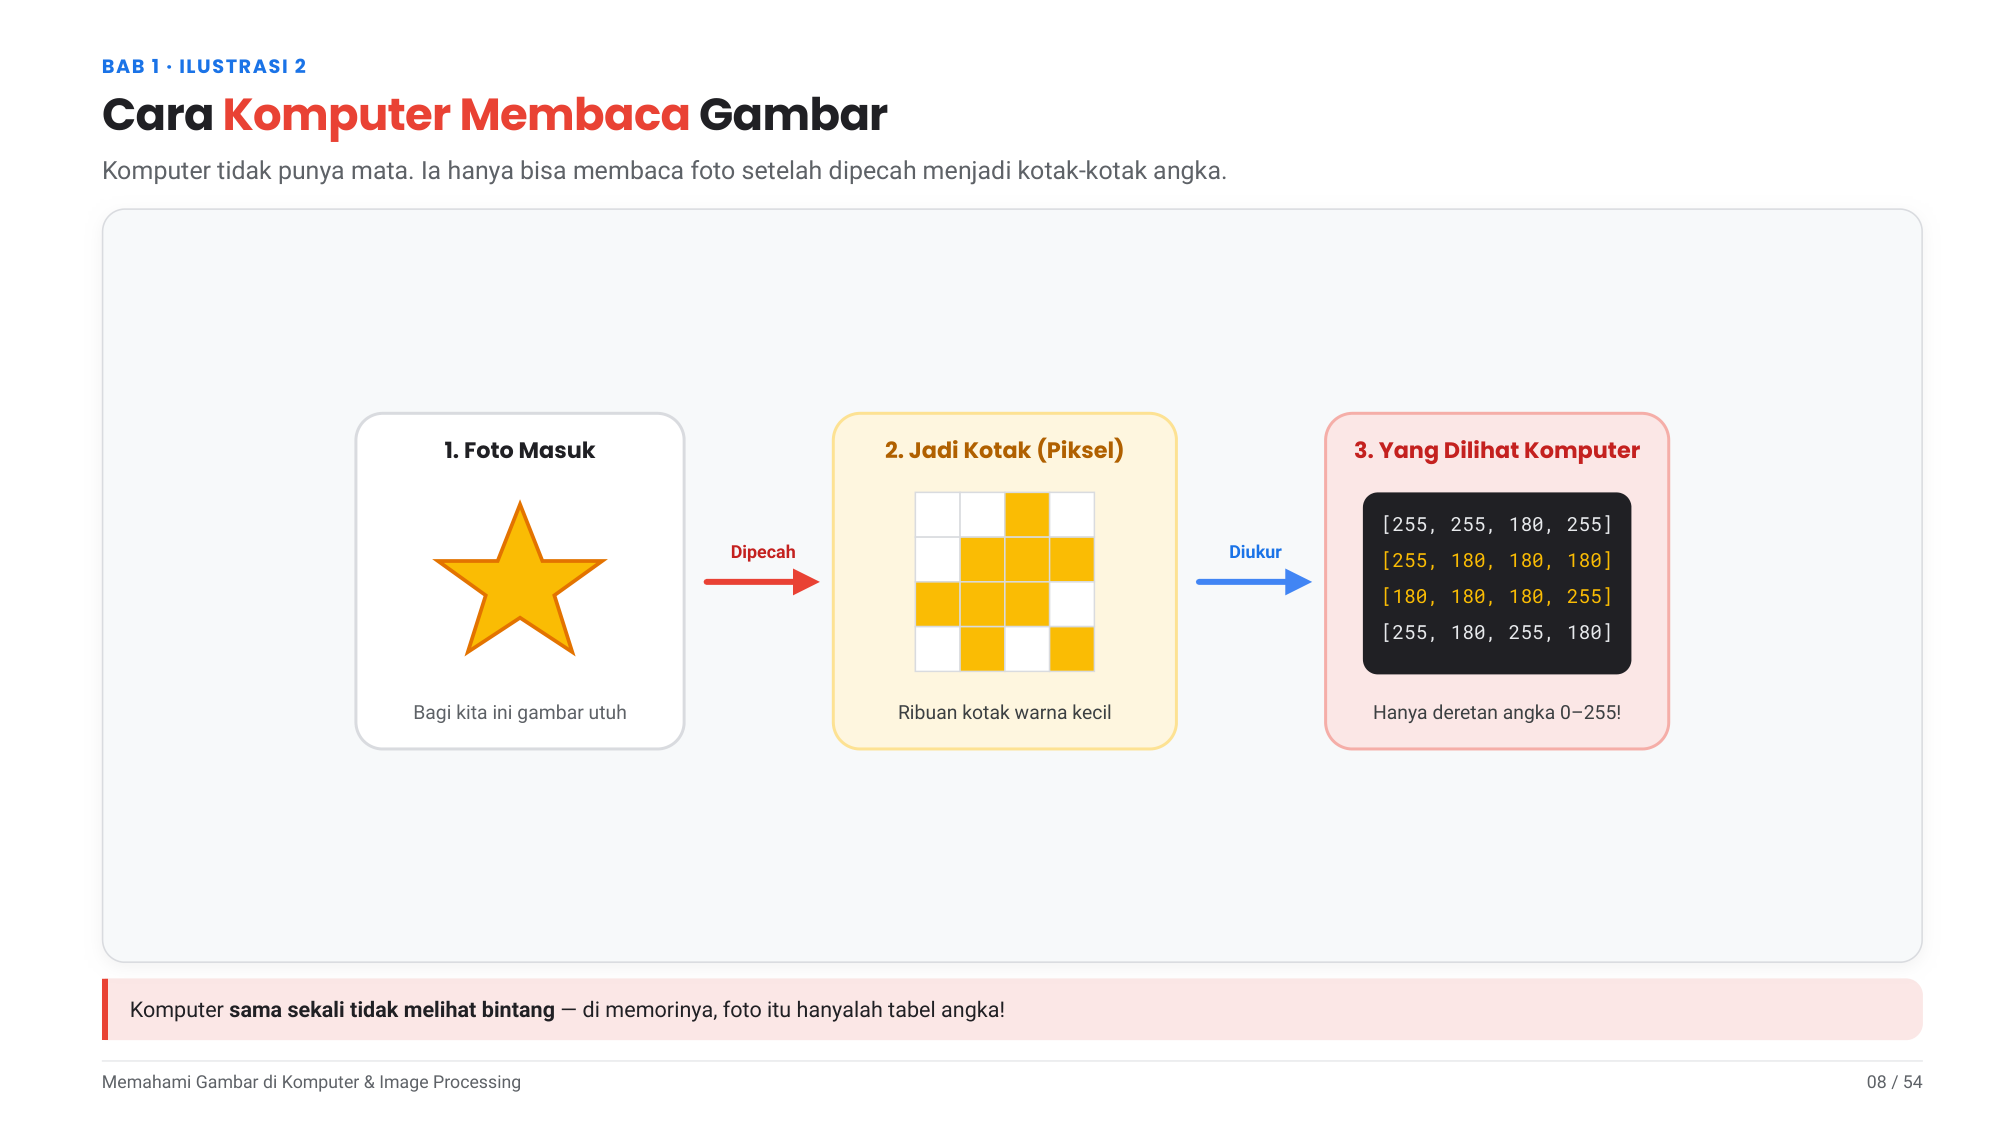 BAB 1 · ILUSTRASI 2
Cara Komputer Membaca Gambar
Komputer tidak punya mata. Ia hanya bisa membaca foto setelah dipecah menjadi kotak-kotak angka.
1. Foto Masuk
Bagi kita ini gambar utuh
Dipecah
2. Jadi Kotak (Piksel)
Ribuan kotak warna kecil
Diukur
3. Yang Dilihat Komputer
[255, 255, 180, 255]
[255, 180, 180, 180]
[180, 180, 180, 255]
[255, 180, 255, 180]
Hanya deretan angka 0–255!
Komputer sama sekali tidak melihat bintang — di memorinya, foto itu hanyalah tabel angka!
Memahami Gambar di Komputer & Image Processing
08 / 54